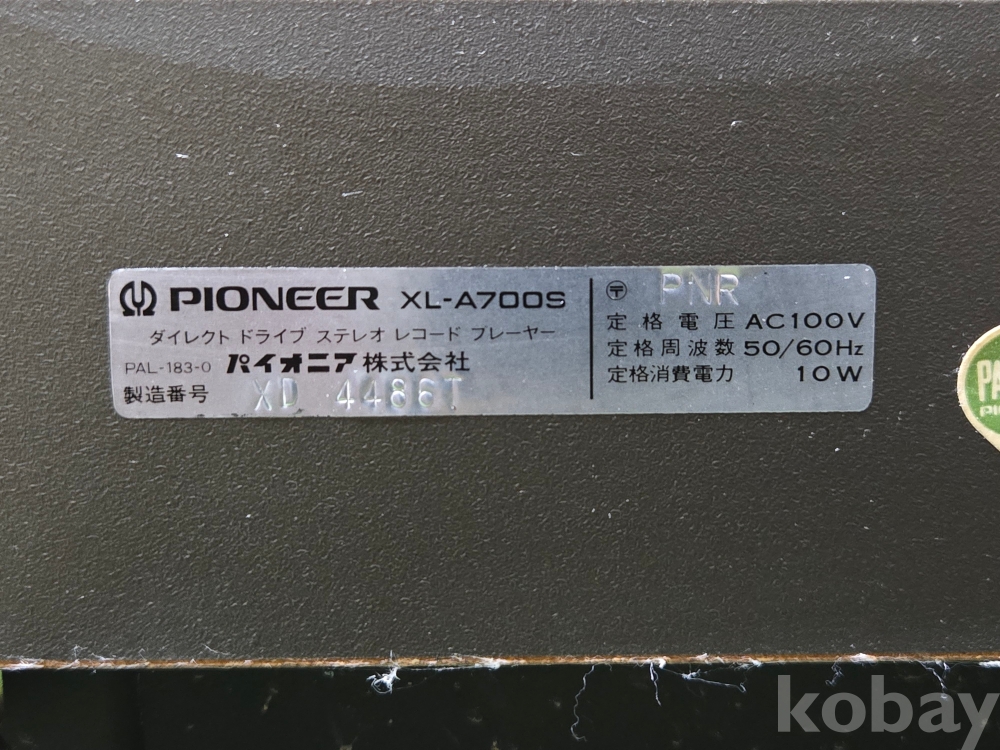 PIONEER XL-A700S
ダイレクト ドライブ ステレオ レコード プレーヤー
PAL-183-0 パイオニア株式会社
製造番号 XD 4486T
〒 PNR
定格電圧 AC100V
定格周波数 50/60Hz
定格消費電力 10W
kobay